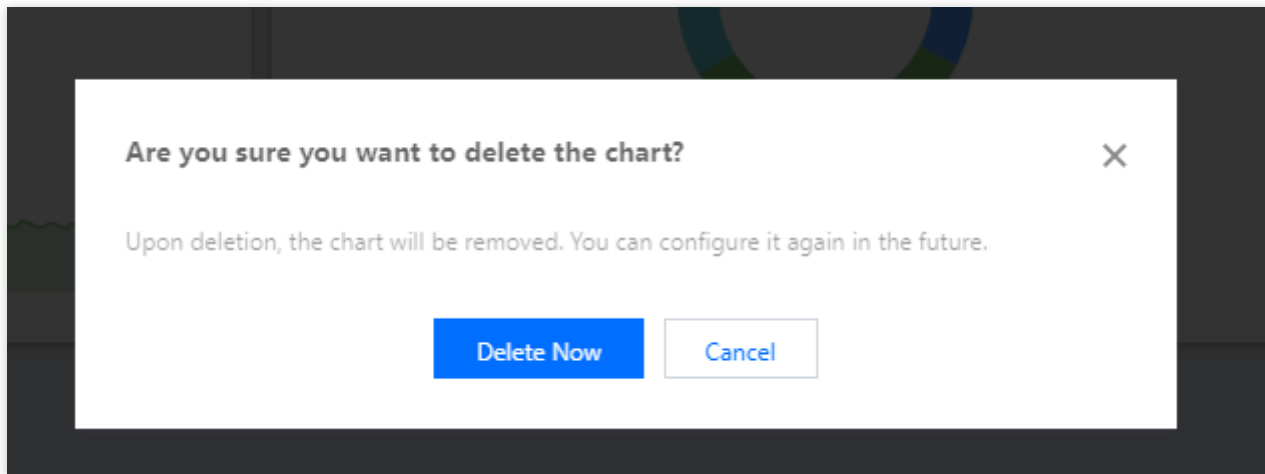 Are you sure you want to delete the chart?
Upon deletion, the chart will be removed. You can configure it again in the future.
Delete Now
Cancel